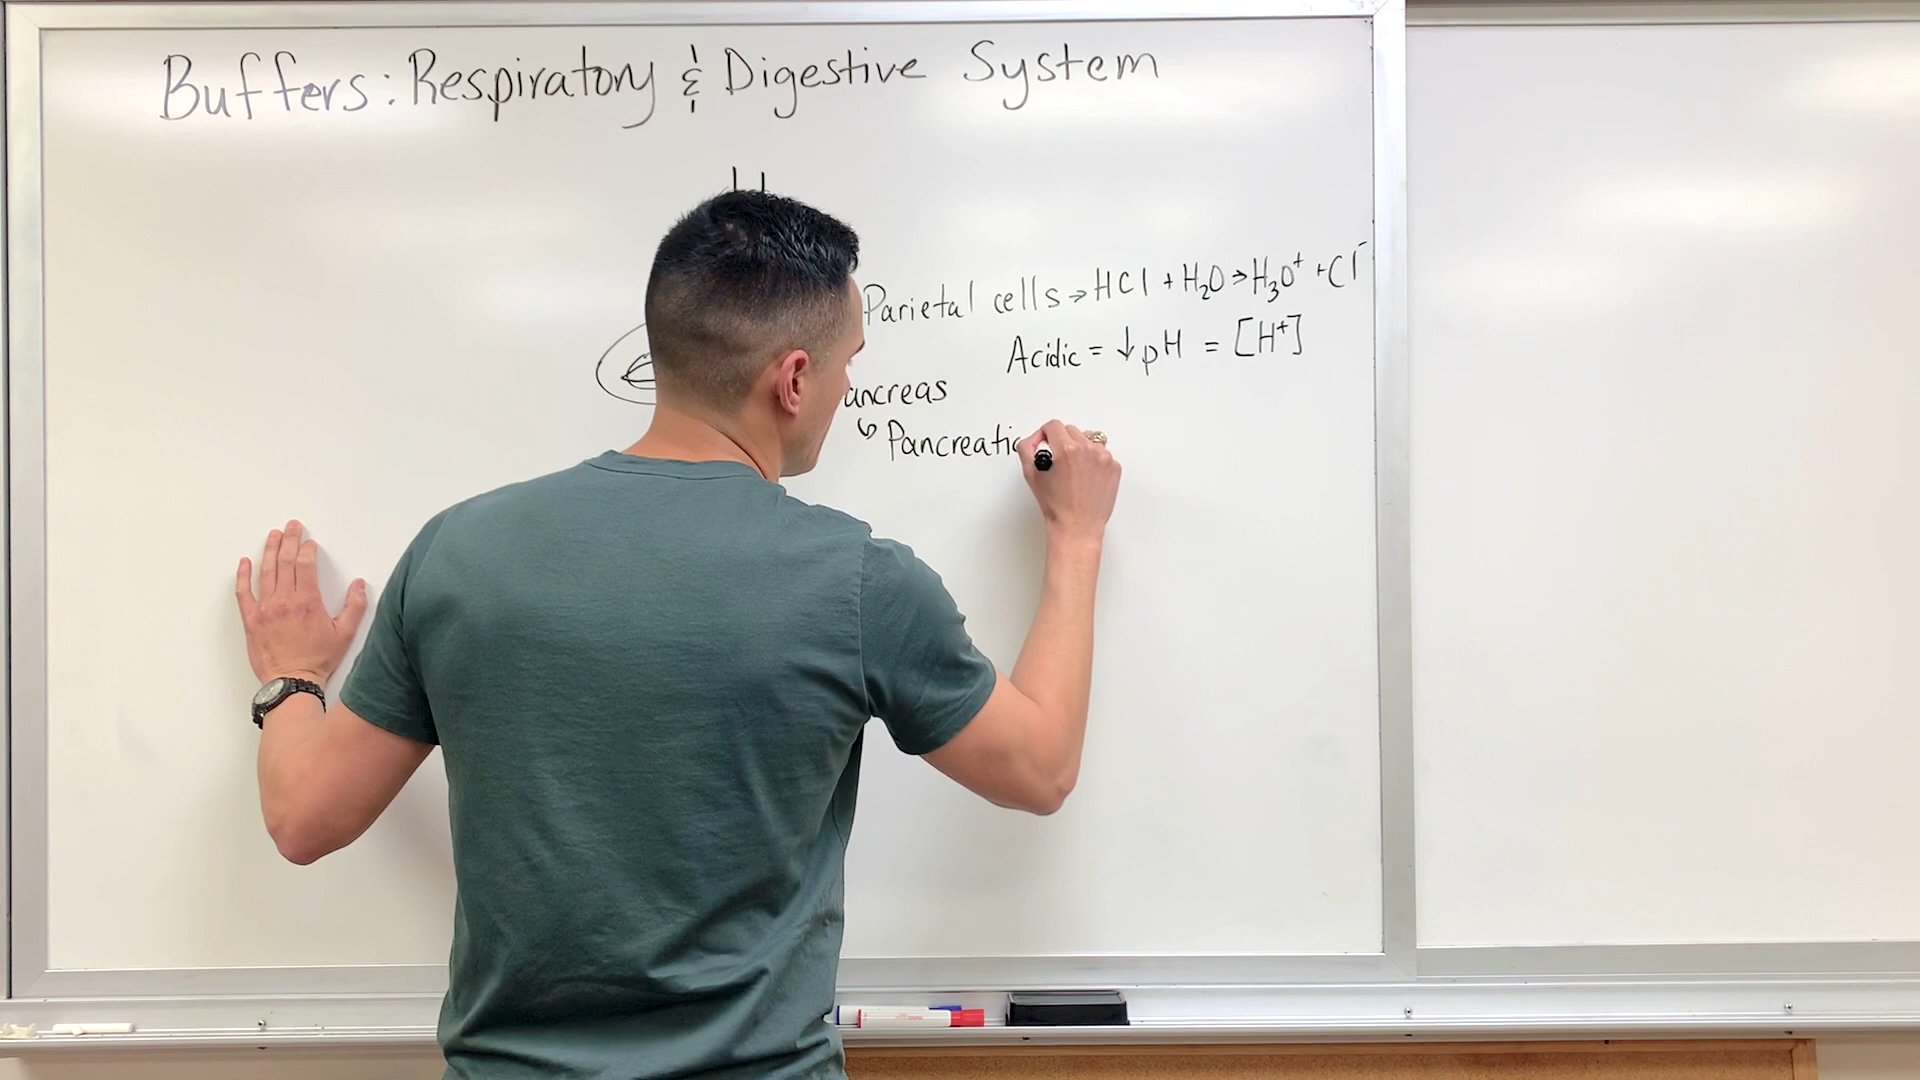 Buffers: Respiratory & Digestive System
Parietal cells → HCl + H₂O → H₃O⁺ + Cl⁻
Acidic = ↓ pH = [H⁺]
ancreas
↳ Pancreatic